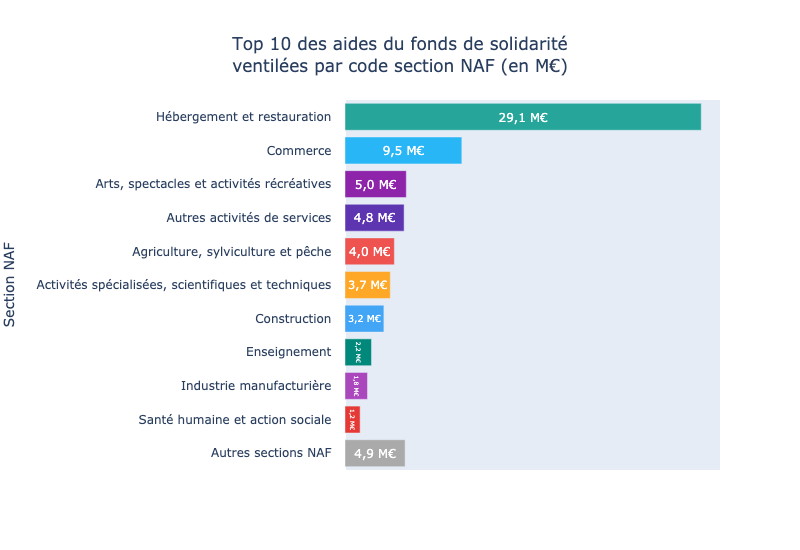 Top 10 des aides du fonds de solidarité
ventilées par code section NAF (en M€)
Section NAF
Hébergement et restauration 29,1 M€
Commerce 9,5 M€
Arts, spectacles et activités récréatives 5,0 M€
Autres activités de services 4,8 M€
Agriculture, sylviculture et pêche 4,0 M€
Activités spécialisées, scientifiques et techniques 3,7 M€
Construction 3,2 M€
Enseignement 2,2 M€
Industrie manufacturière 1,8 M€
Santé humaine et action sociale 1,2 M€
Autres sections NAF 4,9 M€